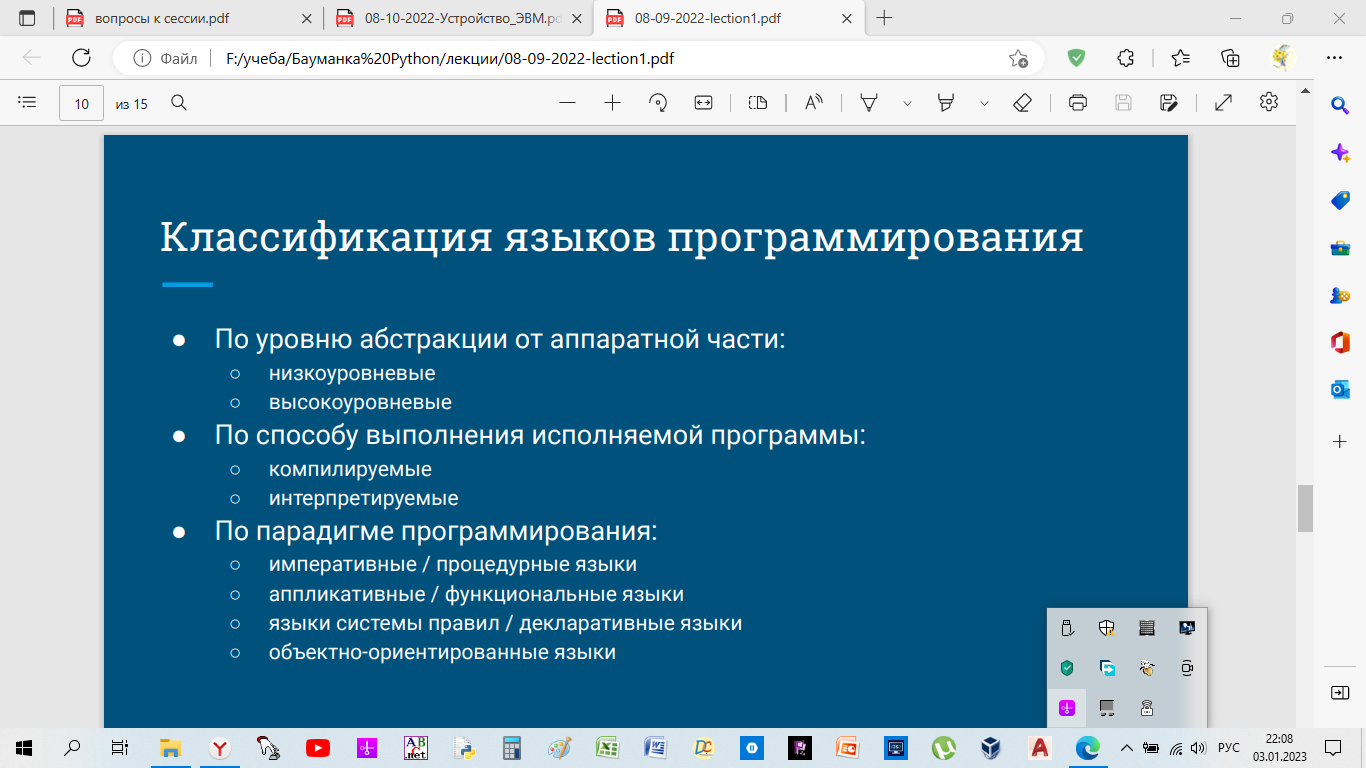 вопросы к сессии.pdf
08-10-2022-Устройство_ЭВМ.pd
08-09-2022-lection1.pdf
Файл
F:/учеба/Бауманка%20Python/лекции/08-09-2022-lection1.pdf
10 из 15
Классификация языков программирования
● По уровню абстракции от аппаратной части:
○ низкоуровневые
○ высокоуровневые
● По способу выполнения исполняемой программы:
○ компилируемые
○ интерпретируемые
● По парадигме программирования:
○ императивные / процедурные языки
○ аппликативные / функциональные языки
○ языки системы правил / декларативные языки
○ объектно-ориентированные языки
РУС
22:08
03.01.2023